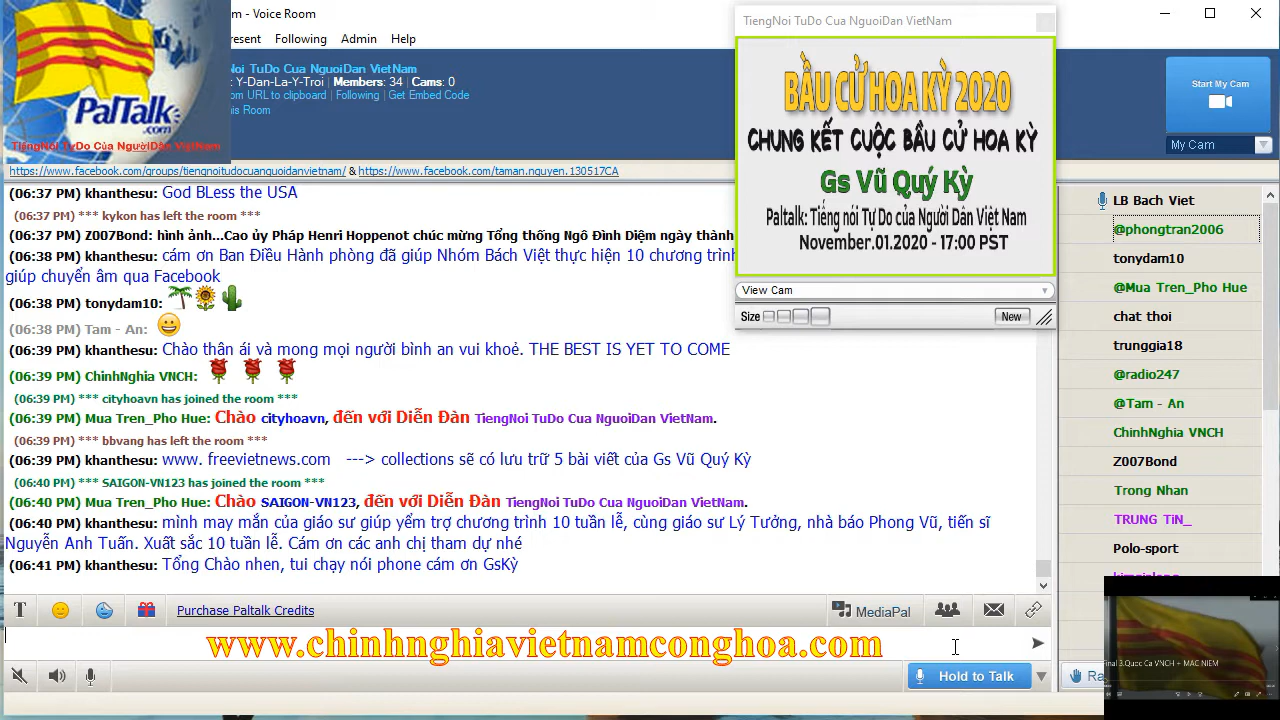 m - Voice Room
TiengNoi TuDo Cua NguoiDan VietNam
esent Following Admin Help
Noi TuDo Cua NguoiDan VietNam
: Y-Dan-La-Y-Troi | Members: 34 | Cams: 0
om URL to clipboard | Following | Get Embed Code
his Room
PalTalk
.com
TiếngNói TựDo Của NgườiDân ViệtNam
Start My Cam
My Cam
BẦU CỬ HOA KỲ 2020
CHUNG KẾT CUỘC BẦU CỬ HOA KỲ
Gs Vũ Quý Kỳ
Paltalk: Tiếng nói Tự Do của Người Dân Việt Nam
November.01.2020 - 17:00 PST
View Cam
Size
New
https://www.facebook.com/groups/tiengnoitudocuanguoidanvietnam/ & https://www.facebook.com/taman.nguyen.130517CA
(06:37 PM) khanthesu: God BLess the USA
(06:37 PM) *** kykon has left the room ***
(06:37 PM) Z007Bond: hình ảnh...Cao ủy Pháp Henri Hoppenot chúc mừng Tổng thống Ngô Đình Diệm ngày thành
(06:38 PM) khanthesu: cám ơn Ban Điều Hành phòng đã giúp Nhóm Bách Việt thực hiện 10 chương trình
giúp chuyển âm qua Facebook
(06:38 PM) tonydam10:
(06:38 PM) Tam - An:
(06:39 PM) khanthesu: Chào thân ái và mong mọi người bình an vui khoẻ. THE BEST IS YET TO COME
(06:39 PM) ChinhNghia VNCH:
(06:39 PM) *** cityhoavn has joined the room ***
(06:39 PM) Mua Tren_Pho Hue: Chào cityhoavn, đến với Diễn Đàn TiengNoi TuDo Cua NguoiDan VietNam.
(06:39 PM) *** bbvang has left the room ***
(06:39 PM) khanthesu: www. freevietnews.com ---> collections sẽ có lưu trữ 5 bài viết của Gs Vũ Quý Kỳ
(06:40 PM) *** SAIGON-VN123 has joined the room ***
(06:40 PM) Mua Tren_Pho Hue: Chào SAIGON-VN123, đến với Diễn Đàn TiengNoi TuDo Cua NguoiDan VietNam.
(06:40 PM) khanthesu: mình may mắn của giáo sư giúp yểm trợ chương trình 10 tuần lễ, cùng giáo sư Lý Tưởng, nhà báo Phong Vũ, tiến sĩ
Nguyễn Anh Tuấn. Xuất sắc 10 tuần lễ. Cám ơn các anh chị tham dự nhé
(06:41 PM) khanthesu: Tổng Chào nhen, tui chạy nói phone cám ơn GsKỳ
LB Bach Viet
@phongtran2006
tonydam10
@Mua Tren_Pho Hue
chat thoi
trunggia18
@radio247
@Tam - An
ChinhNghia VNCH
Z007Bond
Trong Nhan
TRUNG TiN_
Polo-sport
T
Purchase Paltalk Credits
MediaPal
www.chinhnghiavietnamconghoa.com
Hold to Talk
Ra
Final 3.Quoc Ca VNCH + MAC NIEM